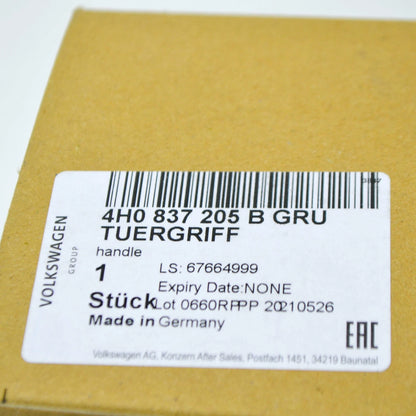 VOLKSWAGEN
GROUP
4H0 837 205 B GRU
TUERGRIFF
handle
1 LS: 67664999
Expiry Date:NONE
Stück Lot 0660RPPP 20210526
Made in Germany
EAC
Volkswagen AG, Konzern After Sales, Postfach 1451, 34219 Baunatal